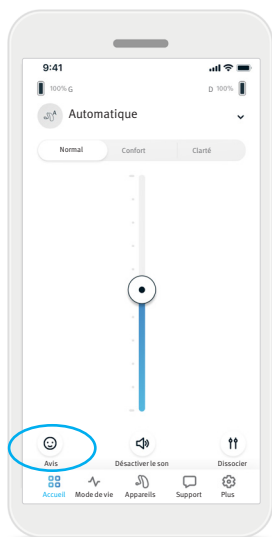 9:41
100% G
D 100%
Automatique
Normal Confort Clarté
Avis Désactiver le son Dissocier
Accueil Mode de vie Appareils Support Plus